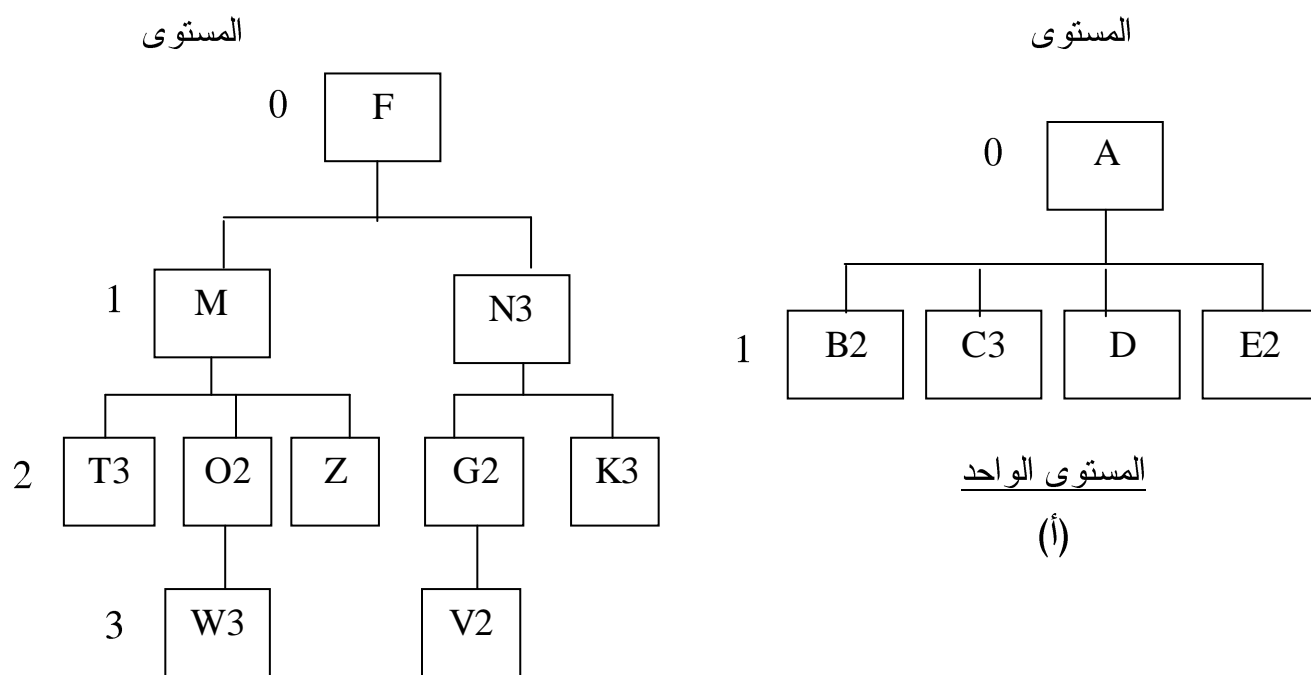 المستوى
المستوى
0 F
0 A
1 M N3
1 B2 C3 D E2
2 T3 O2 Z G2 K3
المستوى الواحد
(أ)
3 W3 V2